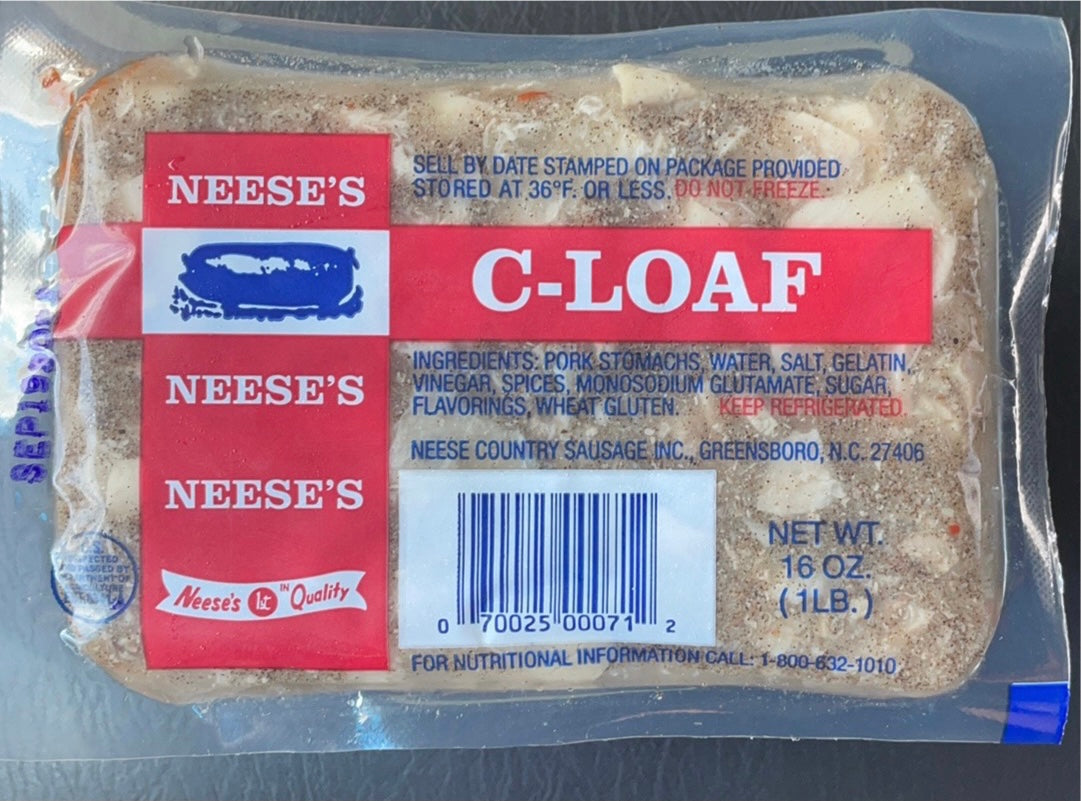 NEESE'S
SELL BY DATE STAMPED ON PACKAGE PROVIDED
STORED AT 36°F. OR LESS. DO NOT FREEZE.
C-LOAF
NEESE'S
INGREDIENTS: PORK STOMACHS, WATER, SALT, GELATIN,
VINEGAR, SPICES, MONOSODIUM GLUTAMATE, SUGAR,
FLAVORINGS, WHEAT GLUTEN. KEEP REFRIGERATED.
NEESE COUNTRY SAUSAGE INC., GREENSBORO, N.C. 27406
NEESE'S
NET WT.
16 OZ.
(1LB.)
Neese's 1st IN Quality
0 70025 00071 2
FOR NUTRITIONAL INFORMATION CALL: 1-800-632-1010
PASSED BY